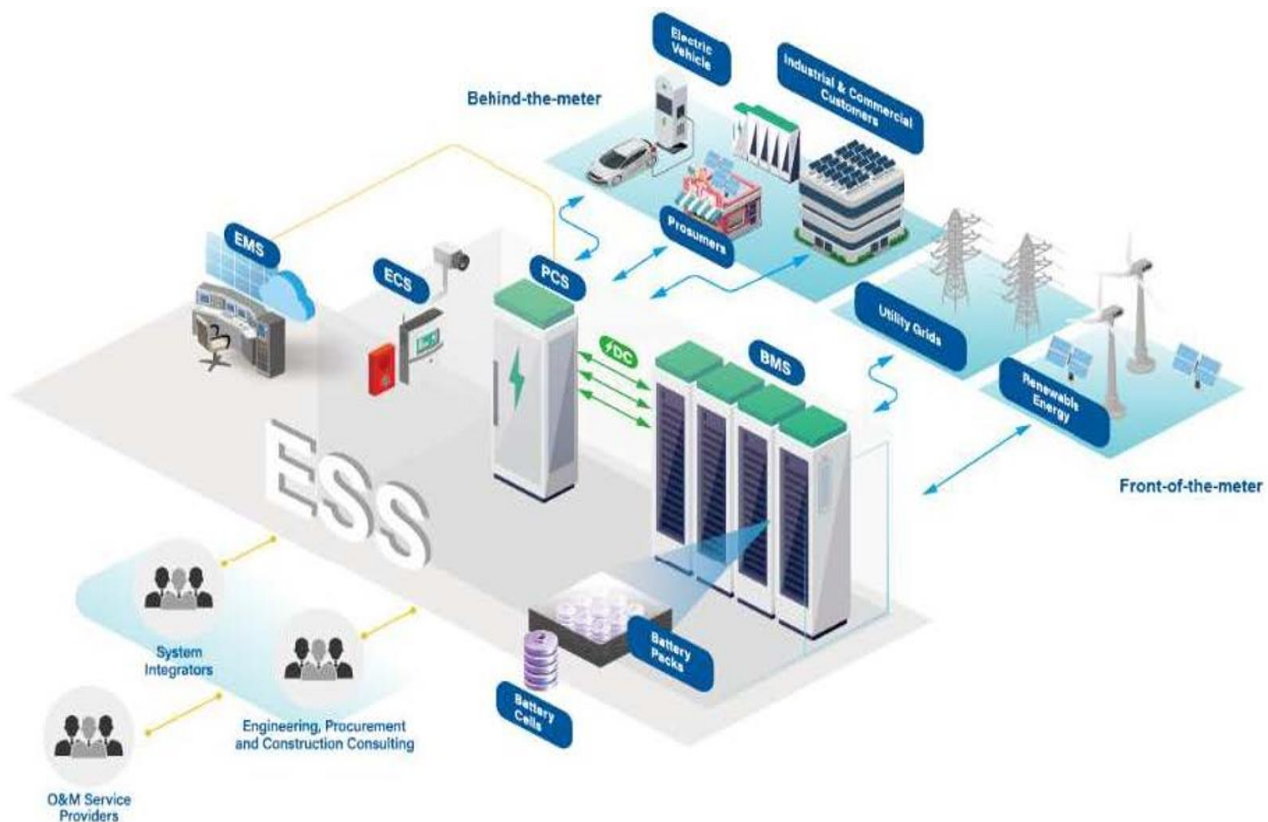 Electric
Vehicle
Industrial & Commercial
Customers
Behind-the-meter
EMS
ECS
PCS
Prosumers
DC
BMS
Utility Grids
Renewable
Energy
Front-of-the-meter
ESS
System
Integrators
Battery
Packs
Battery
Cells
Engineering, Procurement
and Construction Consulting
O&M Service
Providers